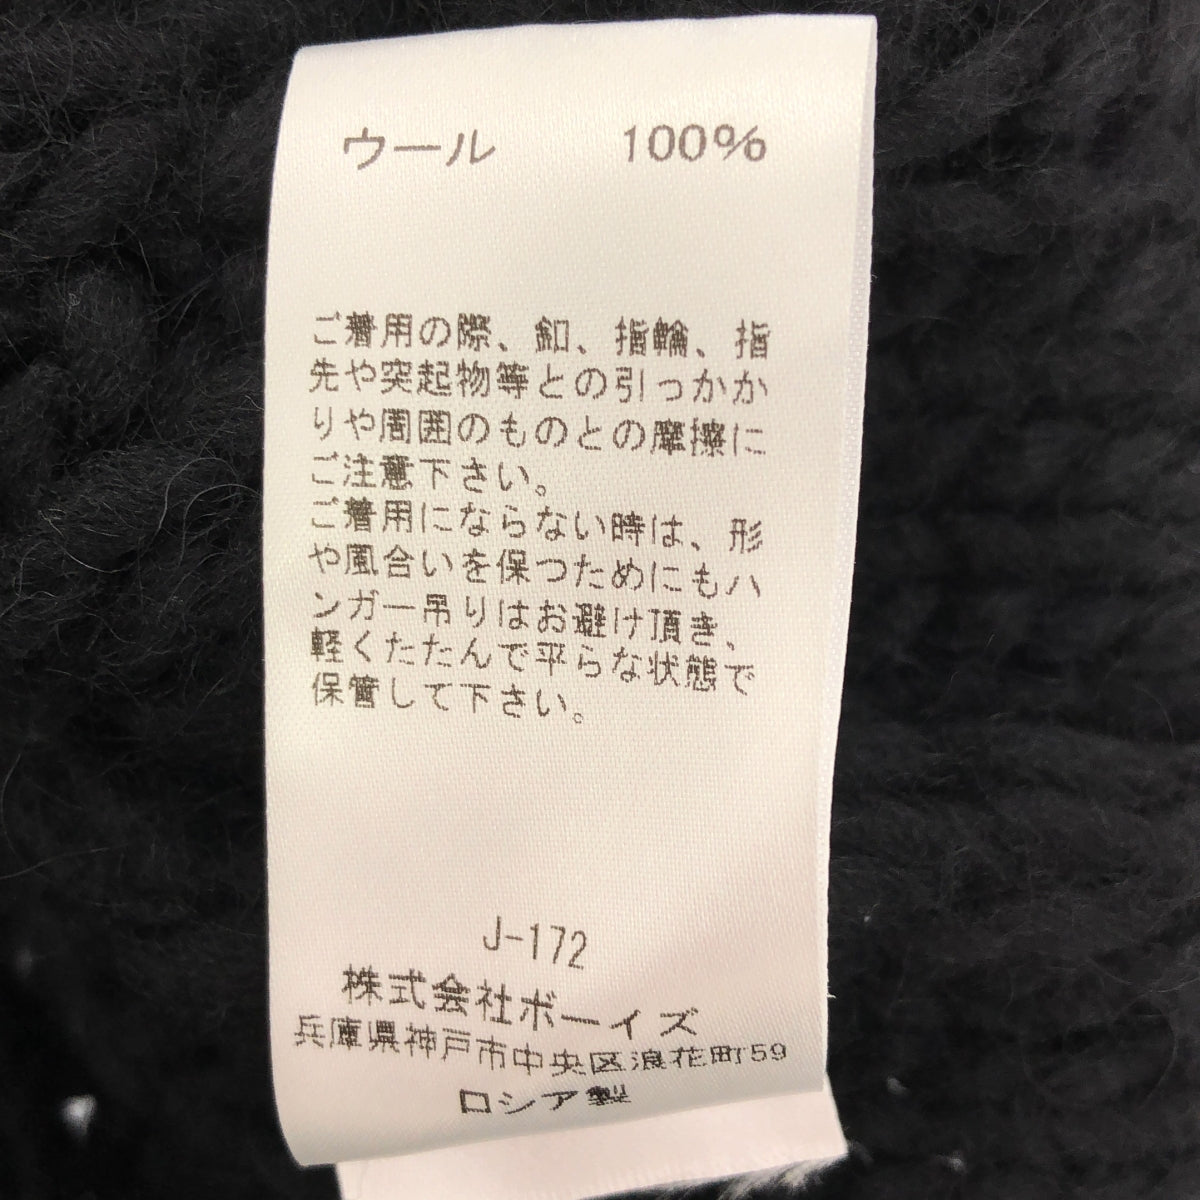 ウール 100%
ご着用の際、釦、指輪、指
先や突起物等との引っかか
りや周囲のものとの摩擦に
ご注意下さい。
ご着用にならない時は、形
や風合いを保つためにもハ
ンガー吊りはお避け頂き、
軽くたたんで平らな状態で
保管して下さい。
J-172
株式会社ボーイズ
兵庫県神戸市中央区浪花町59
ロシア製